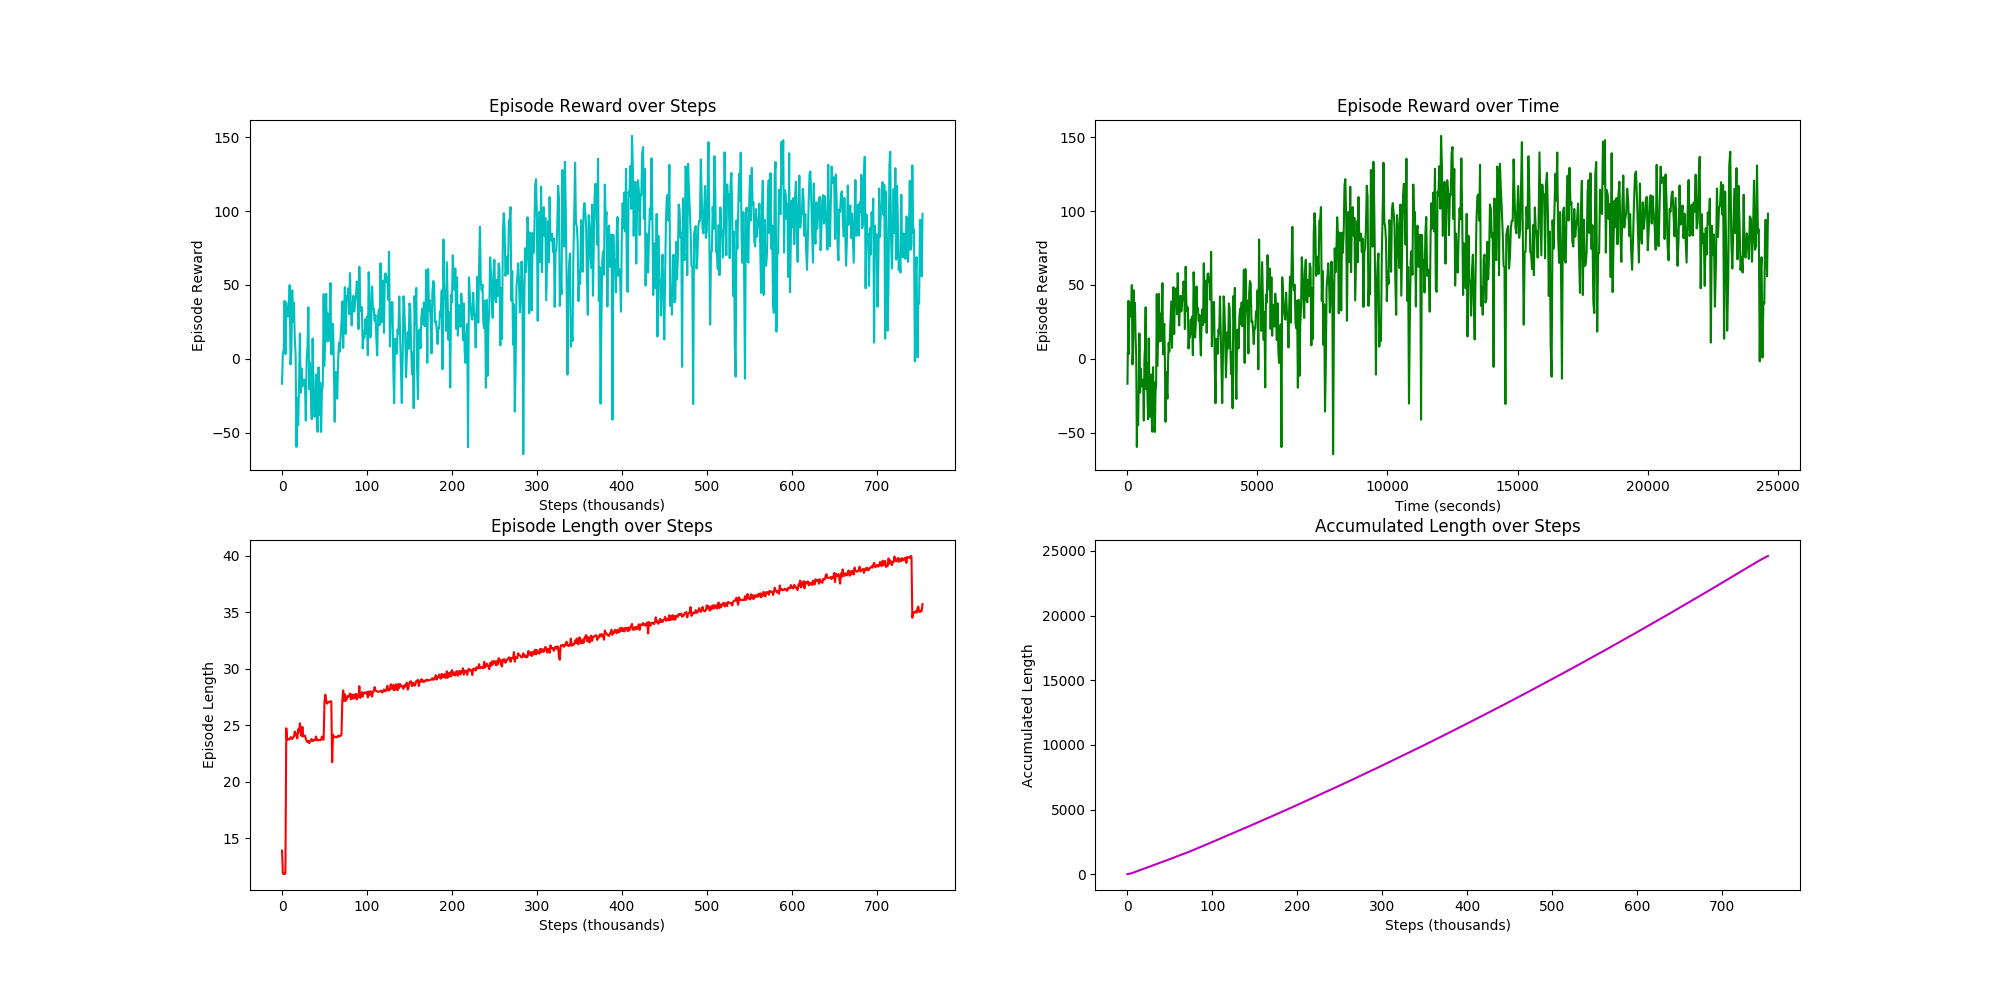 Episode Reward over Steps
Episode Reward
150
100
50
0
−50
0 100 200 300 400 500 600 700
Steps (thousands)
Episode Reward over Time
Episode Reward
150
100
50
0
−50
0 5000 10000 15000 20000 25000
Time (seconds)
Episode Length over Steps
Episode Length
40
35
30
25
20
15
0 100 200 300 400 500 600 700
Steps (thousands)
Accumulated Length over Steps
Accumulated Length
25000
20000
15000
10000
5000
0
0 100 200 300 400 500 600 700
Steps (thousands)